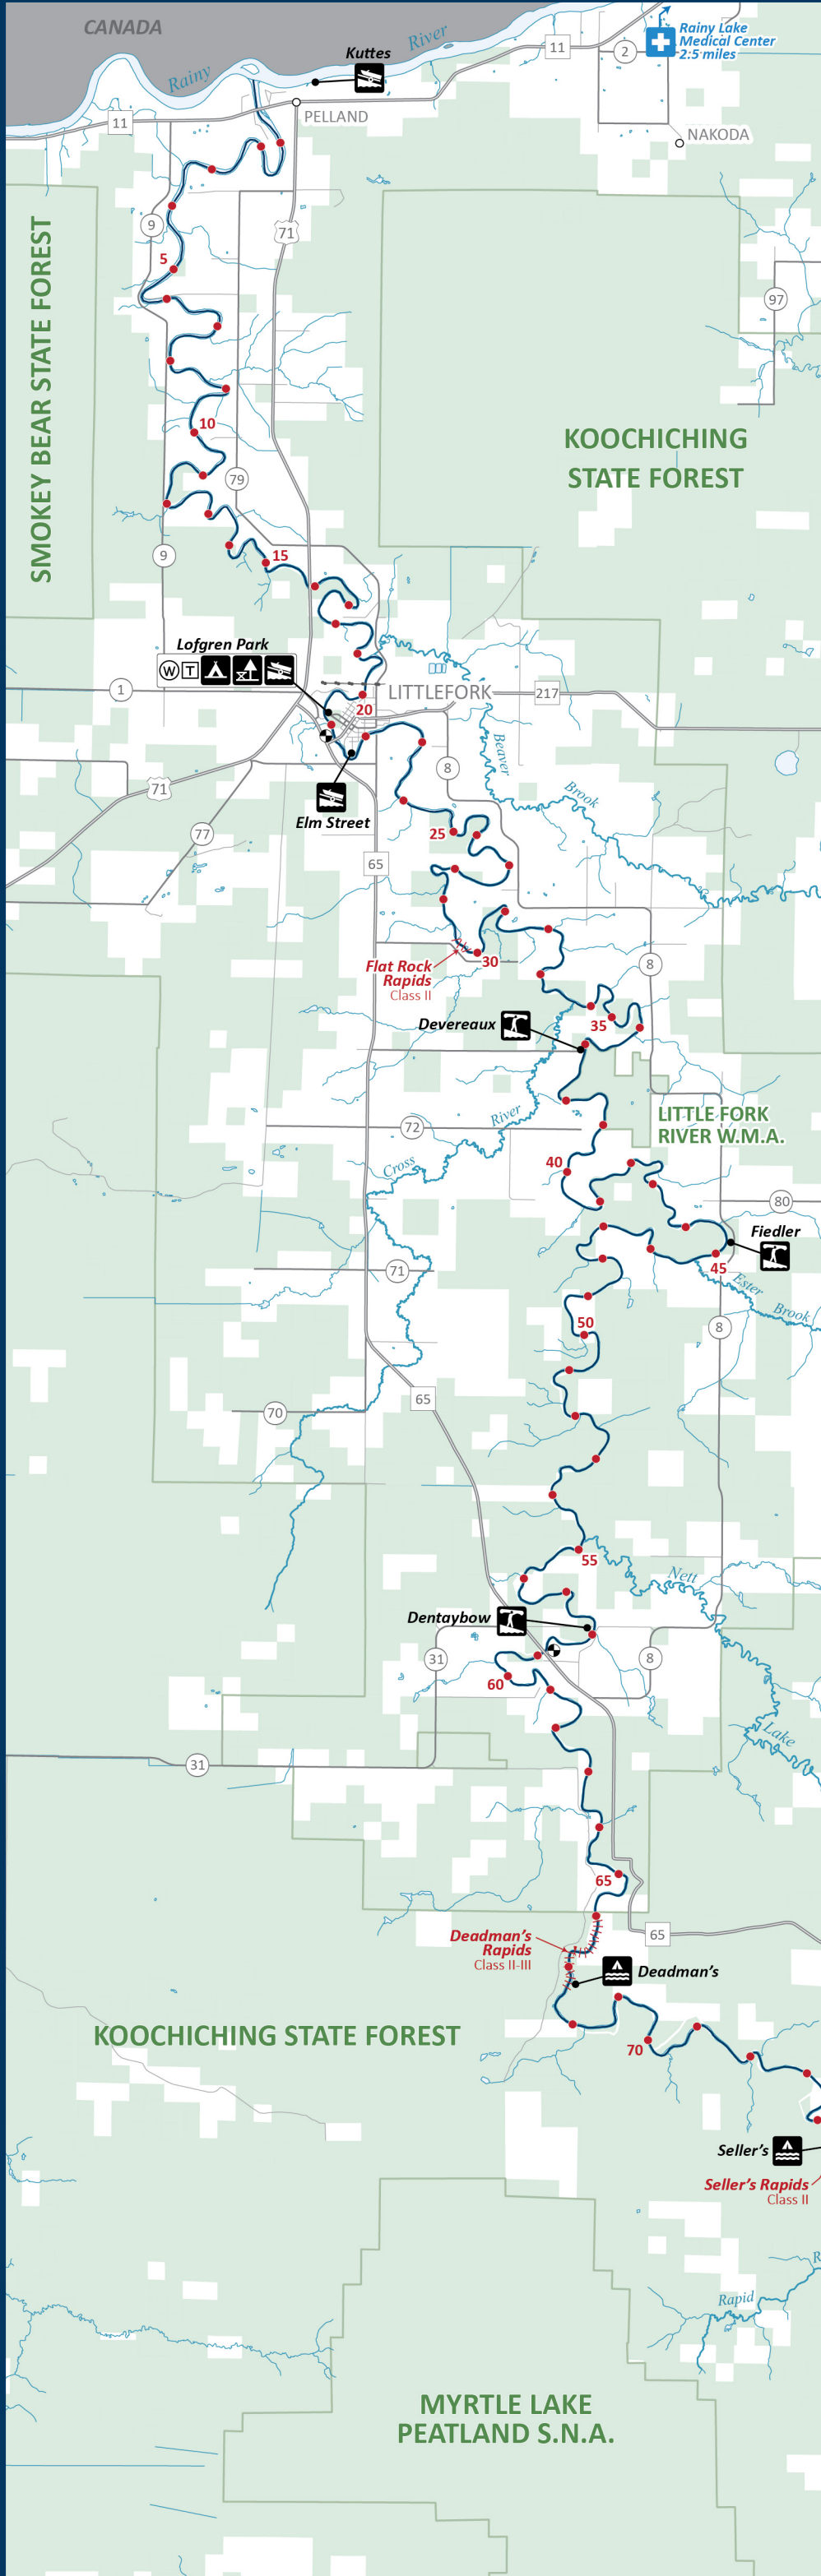 CANADA
Rainy Lake
Medical Center
2.5 miles
Kuttes
River
Rainy
11
2
PELLAND
11
NAKODA
9
71
5
97
SMOKEY BEAR STATE FOREST
10
KOOCHICHING
STATE FOREST
79
9
15
Lofgren Park
W
T
1
LITTLEFORK
217
20
Beaver
8
71
Brook
Elm Street
77
25
65
30
8
Flat Rock
Rapids
Class II
Devereaux
35
LITTLE FORK
RIVER W.M.A.
River
72
40
Cross
80
Fiedler
45
71
Ester
Brook
50
8
65
70
55
Nett
Dentaybow
31
8
60
Lake
31
65
65
Deadman's
Rapids
Class II-III
Deadman's
KOOCHICHING STATE FOREST
70
Seller's
Seller's Rapids
Class II
R
Rapid
MYRTLE LAKE
PEATLAND S.N.A.